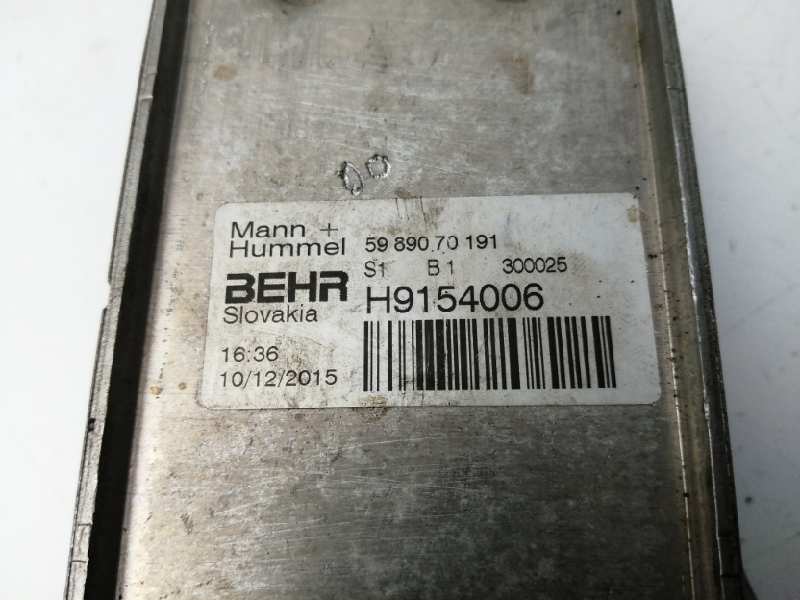 Mann +
Hummel 59 890 70 191
S1 B1 300025
BEHR H9154006
Slovakia
16:36
10/12/2015